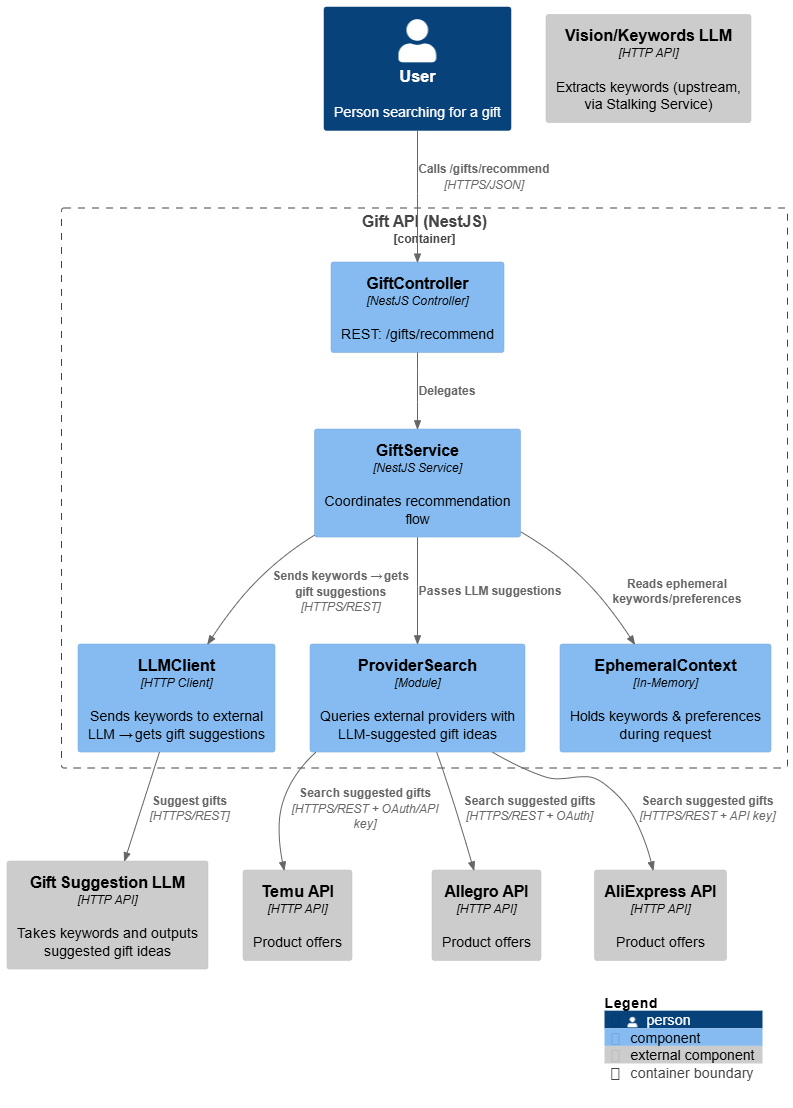 User
Person searching for a gift
Vision/Keywords LLM
[HTTP API]
Extracts keywords (upstream,
via Stalking Service)
Calls /gifts/recommend
[HTTPS/JSON]
Gift API (NestJS)
[container]
GiftController
[NestJS Controller]
REST: /gifts/recommend
Delegates
GiftService
[NestJS Service]
Coordinates recommendation
flow
Sends keywords → gets
gift suggestions
[HTTPS/REST]
Passes LLM suggestions
Reads ephemeral
keywords/preferences
LLMClient
[HTTP Client]
Sends keywords to external
LLM → gets gift suggestions
ProviderSearch
[Module]
Queries external providers with
LLM-suggested gift ideas
EphemeralContext
[In-Memory]
Holds keywords & preferences
during request
Suggest gifts
[HTTPS/REST]
Search suggested gifts
[HTTPS/REST + OAuth/API
key]
Search suggested gifts
[HTTPS/REST + OAuth]
Search suggested gifts
[HTTPS/REST + API key]
Gift Suggestion LLM
[HTTP API]
Takes keywords and outputs
suggested gift ideas
Temu API
[HTTP API]
Product offers
Allegro API
[HTTP API]
Product offers
AliExpress API
[HTTP API]
Product offers
Legend
person
component
external component
container boundary